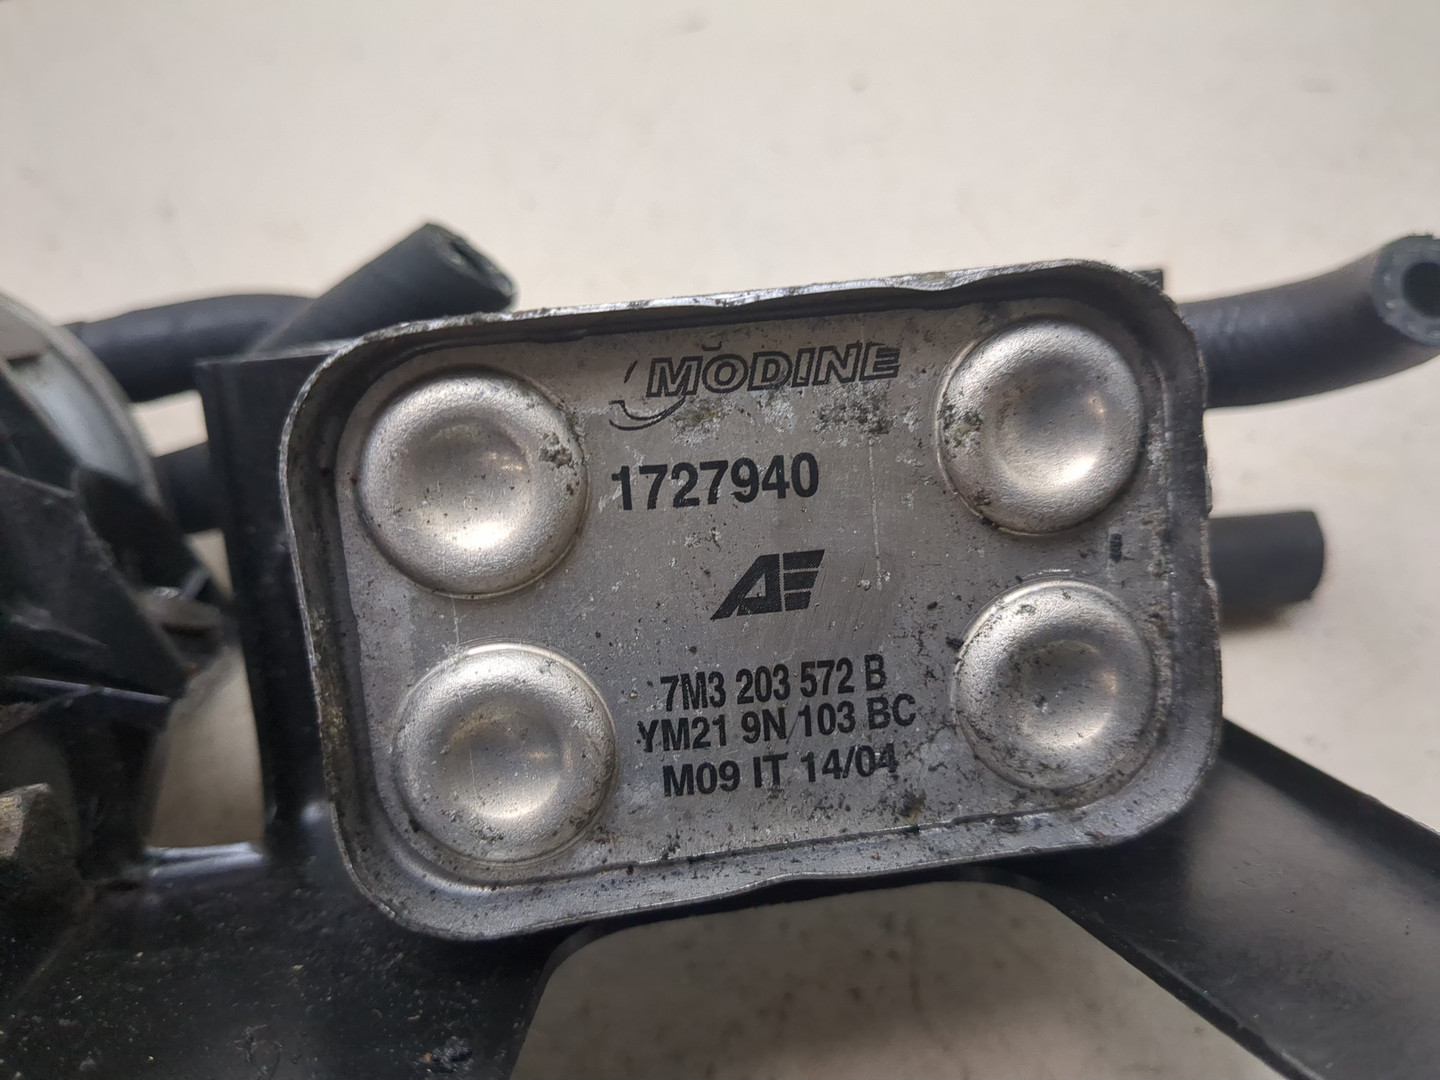 MODINE
1727940
AE
7M3 203 572 B
YM21 9N 103 BC
M09 IT 14/04